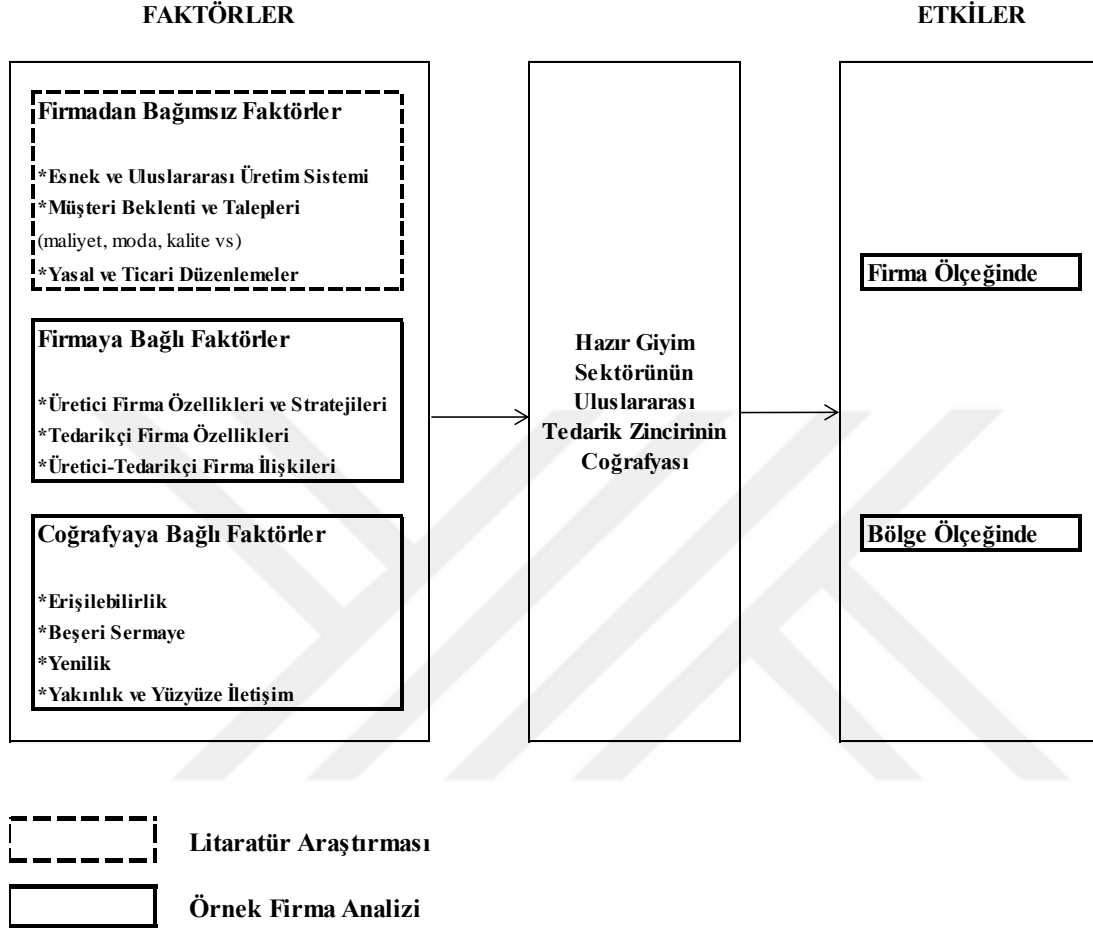 FAKTÖRLER
ETKİLER
Firmadan Bağımsız Faktörler
*Esnek ve Uluslararası Üretim Sistemi
*Müşteri Beklenti ve Talepleri
(maliyet, moda, kalite vs)
*Yasal ve Ticari Düzenlemeler
Firmaya Bağlı Faktörler
*Üretici Firma Özellikleri ve Stratejileri
*Tedarikçi Firma Özellikleri
*Üretici-Tedarikçi Firma İlişkileri
Coğrafyaya Bağlı Faktörler
*Erişilebilirlik
*Beşeri Sermaye
*Yenilik
*Yakınlık ve Yüzyüze İletişim
Hazır Giyim
Sektörünün
Uluslararası
Tedarik Zincirinin
Coğrafyası
Firma Ölçeğinde
Bölge Ölçeğinde
Litaratür Araştırması
Örnek Firma Analizi